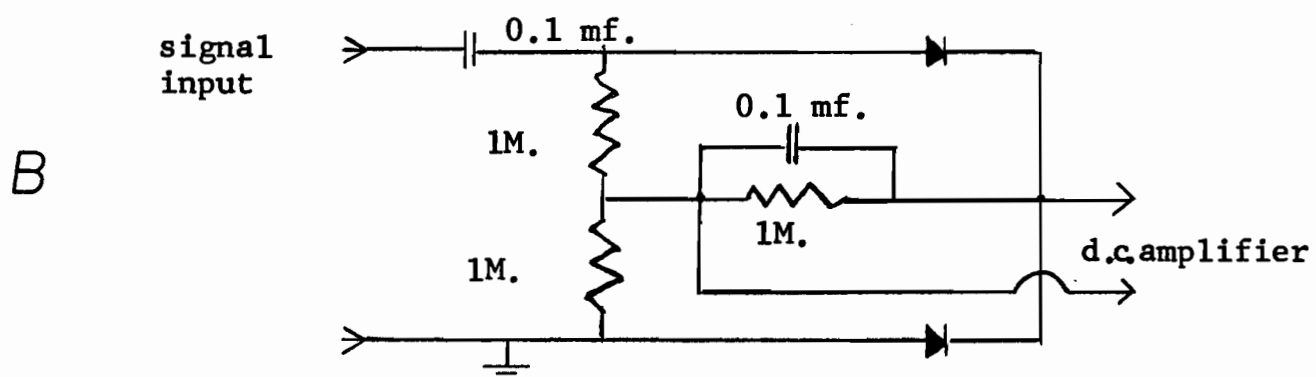 0.1 mf.
signal
input
0.1 mf.
1M.
B
1M.
d.c.amplifier
1M.